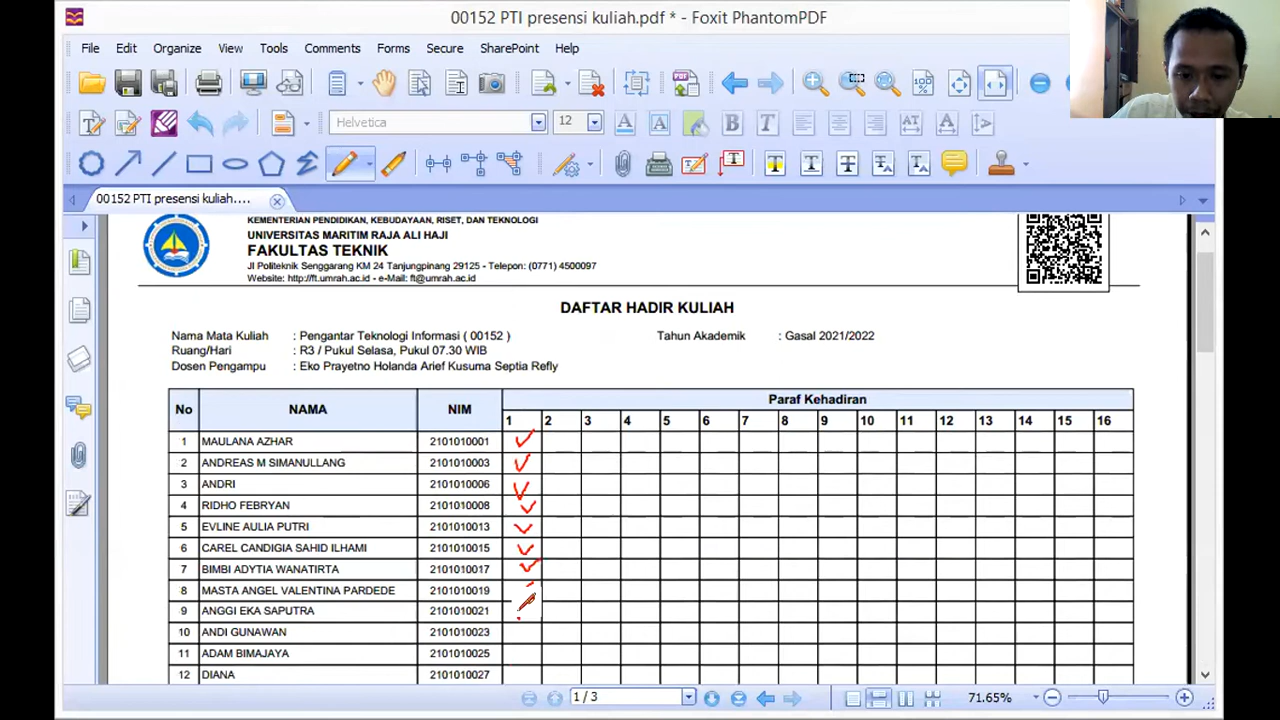 00152 PTI presensi kuliah.pdf * - Foxit PhantomPDF
File Edit Organize View Tools Comments Forms Secure SharePoint Help
Helvetica 12
00152 PTI presensi kuliah....
KEMENTERIAN PENDIDIKAN, KEBUDAYAAN, RISET, DAN TEKNOLOGI
UNIVERSITAS MARITIM RAJA ALI HAJI
FAKULTAS TEKNIK
Jl Politeknik Senggarang KM 24 Tanjungpinang 29125 - Telepon: (0771) 4500097
Website: http://ft.umrah.ac.id - e-Mail: ft@umrah.ac.id
DAFTAR HADIR KULIAH
Nama Mata Kuliah : Pengantar Teknologi Informasi ( 00152 ) Tahun Akademik : Gasal 2021/2022
Ruang/Hari : R3 / Pukul Selasa, Pukul 07.30 WIB
Dosen Pengampu : Eko Prayetno Holanda Arief Kusuma Septia Refly
No NAMA NIM Paraf Kehadiran
1 2 3 4 5 6 7 8 9 10 11 12 13 14 15 16
1 MAULANA AZHAR 2101010001
2 ANDREAS M SIMANULLANG 2101010003
3 ANDRI 2101010006
4 RIDHO FEBRYAN 2101010008
5 EVLINE AULIA PUTRI 2101010013
6 CAREL CANDIGIA SAHID ILHAMI 2101010015
7 BIMBI ADYTIA WANATIRTA 2101010017
8 MASTA ANGEL VALENTINA PARDEDE 2101010019
9 ANGGI EKA SAPUTRA 2101010021
10 ANDI GUNAWAN 2101010023
11 ADAM BIMAJAYA 2101010025
12 DIANA 2101010027
1 / 3 71.65%